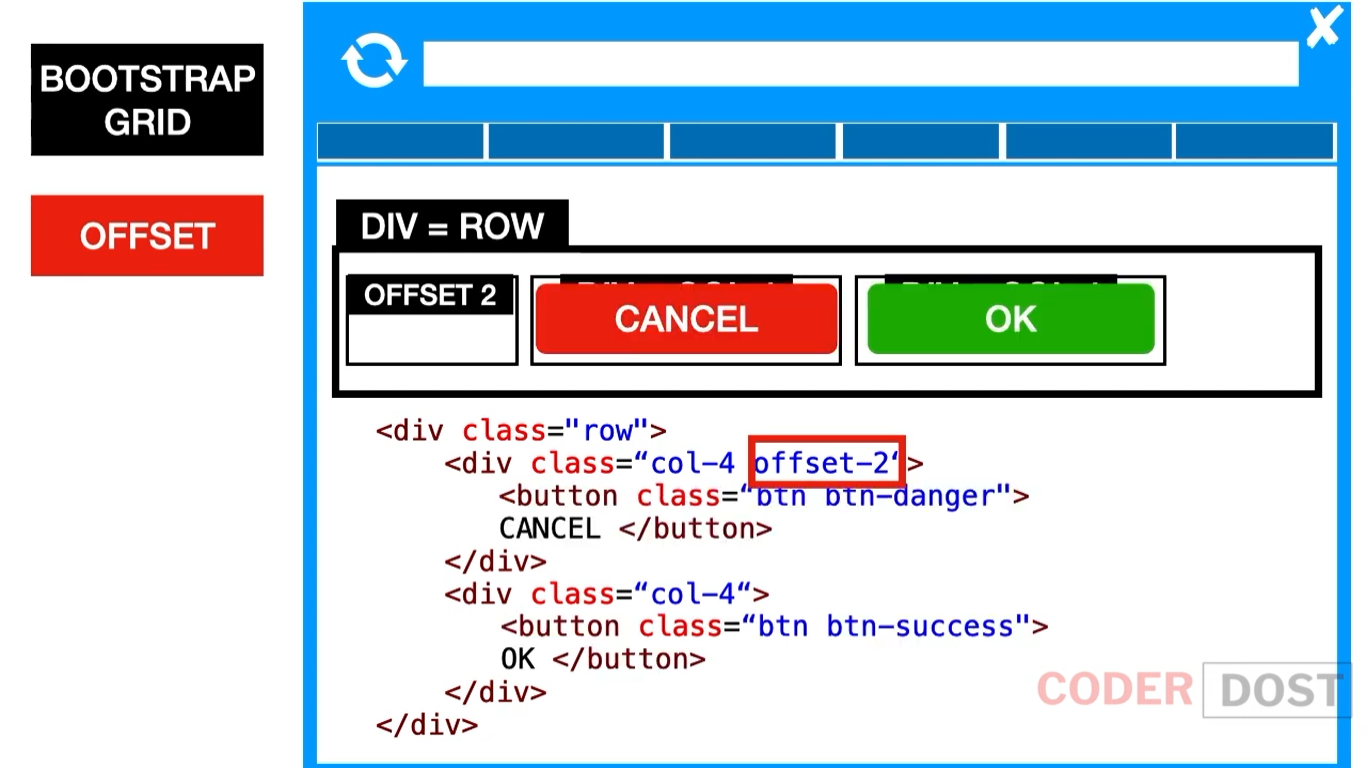 BOOTSTRAP
GRID
OFFSET
DIV = ROW
OFFSET 2
CANCEL
OK
<div class="row">
<div class=“col-4 offset-2‘>
<button class=“btn btn-danger">
CANCEL </button>
</div>
<div class=“col-4“>
<button class=“btn btn-success">
OK </button>
</div>
</div>
CODER DOST